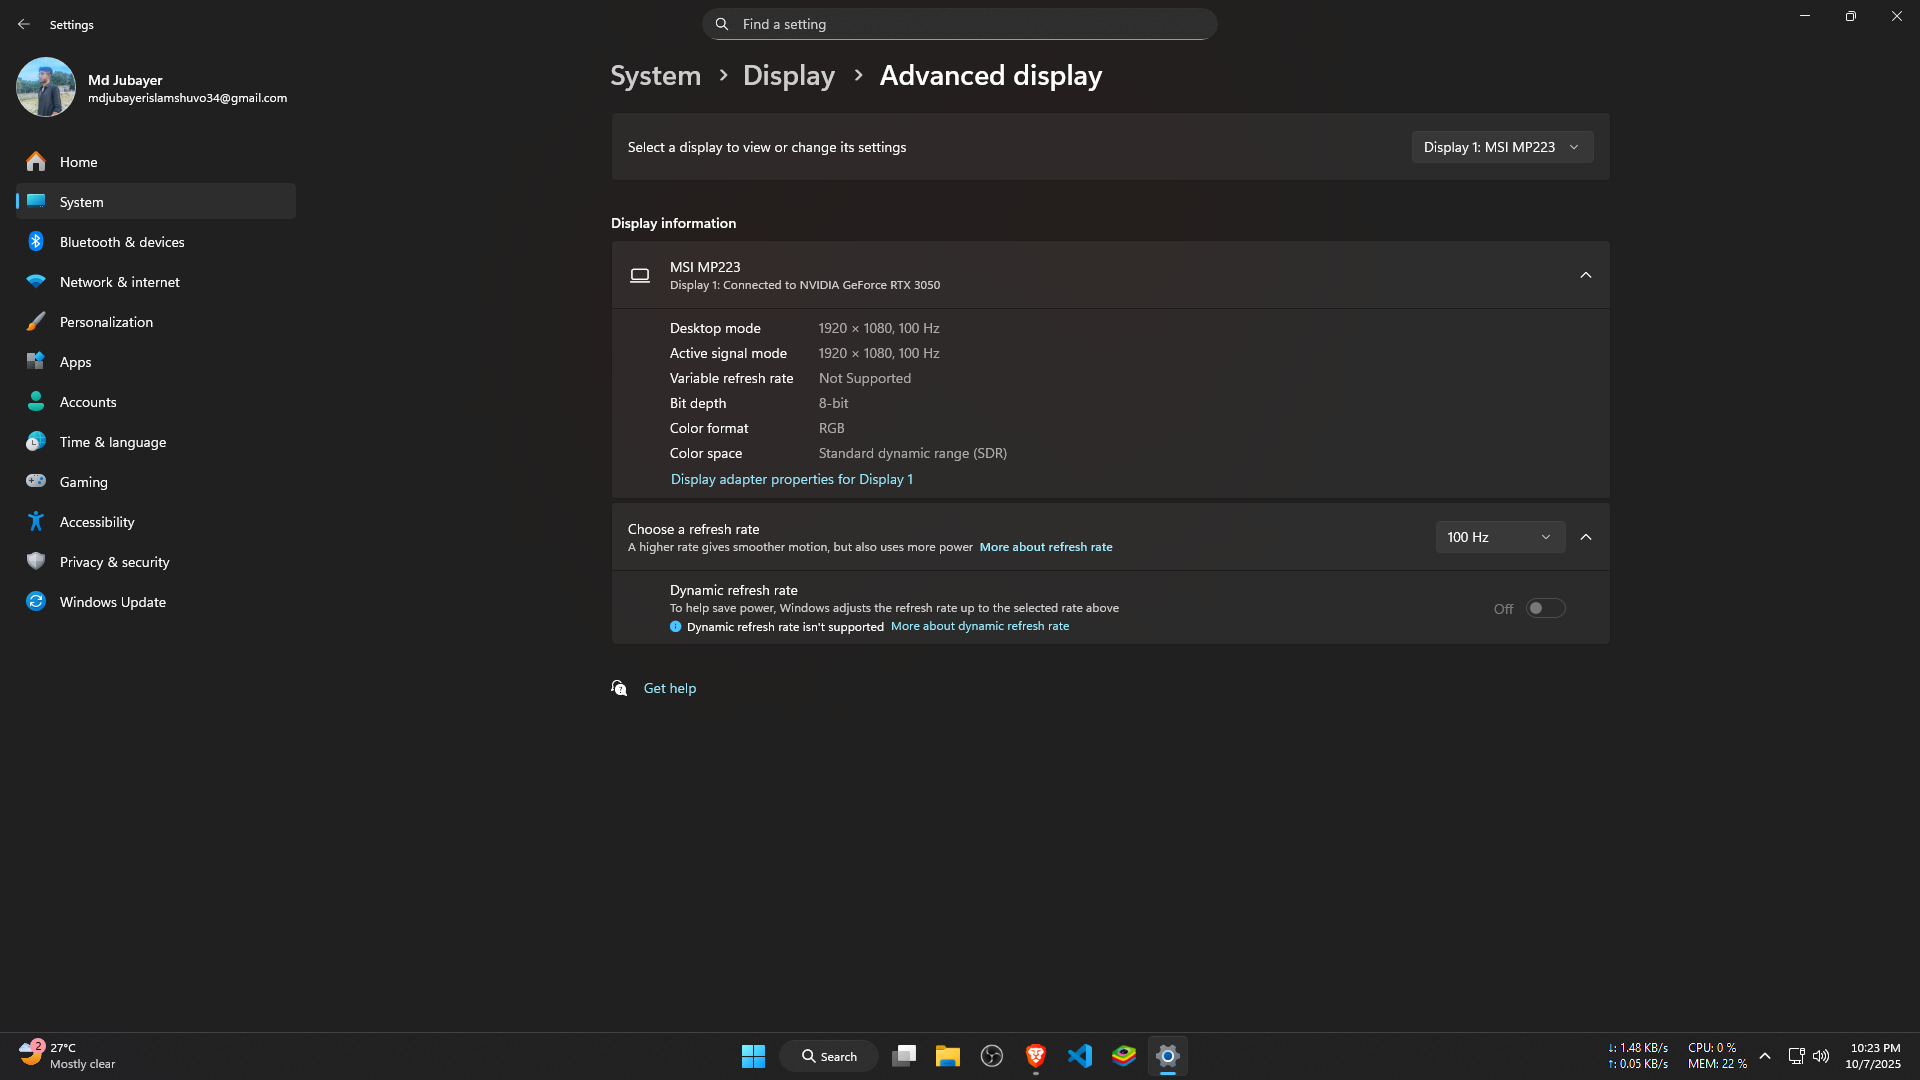 Settings
Find a setting
Md Jubayer
mdjubayerislamshuvo34@gmail.com
Home
System
Bluetooth & devices
Network & internet
Personalization
Apps
Accounts
Time & language
Gaming
Accessibility
Privacy & security
Windows Update
System > Display > Advanced display
Select a display to view or change its settings
Display 1: MSI MP223
Display information
MSI MP223
Display 1: Connected to NVIDIA GeForce RTX 3050
Desktop mode 1920 × 1080, 100 Hz
Active signal mode 1920 × 1080, 100 Hz
Variable refresh rate Not Supported
Bit depth 8-bit
Color format RGB
Color space Standard dynamic range (SDR)
Display adapter properties for Display 1
Choose a refresh rate
A higher rate gives smoother motion, but also uses more power More about refresh rate
100 Hz
Dynamic refresh rate
To help save power, Windows adjusts the refresh rate up to the selected rate above
Off
Dynamic refresh rate isn't supported More about dynamic refresh rate
Get help
2
27°C
Mostly clear
Search
↓: 1.48 KB/s
↑: 0.05 KB/s
CPU: 0 %
MEM: 22 %
10:23 PM
10/7/2025